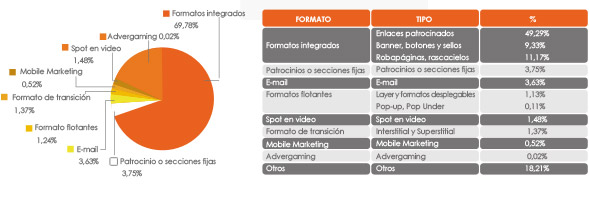 Formatos integrados
69,78%
Advergaming 0,02%
Spot en video
1,48%
Mobile Marketing
0,52%
Formato de transición
1,37%
Formato flotantes
1,24%
E-mail
3,63%
Patrocinio o secciones fijas
3,75%
FORMATO TIPO %
Enlaces patrocinados 49,29%
Formatos integrados Banner, botones y sellos 9,33%
Robapáginas, rascacielos 11,17%
Patrocinios o secciones fijas Patrocinios o secciones fijas 3,75%
E-mail E-mail 3,63%
Formatos flotantes Layer y formatos desplegables 1,13%
Pop-up, Pop Under 0,11%
Spot en video Spot en video 1,48%
Formato de transición Interstitial y Superstitial 1,37%
Mobile Marketing Mobile Marketing 0,52%
Advergaming Advergaming 0,02%
Otros Otros 18,21%